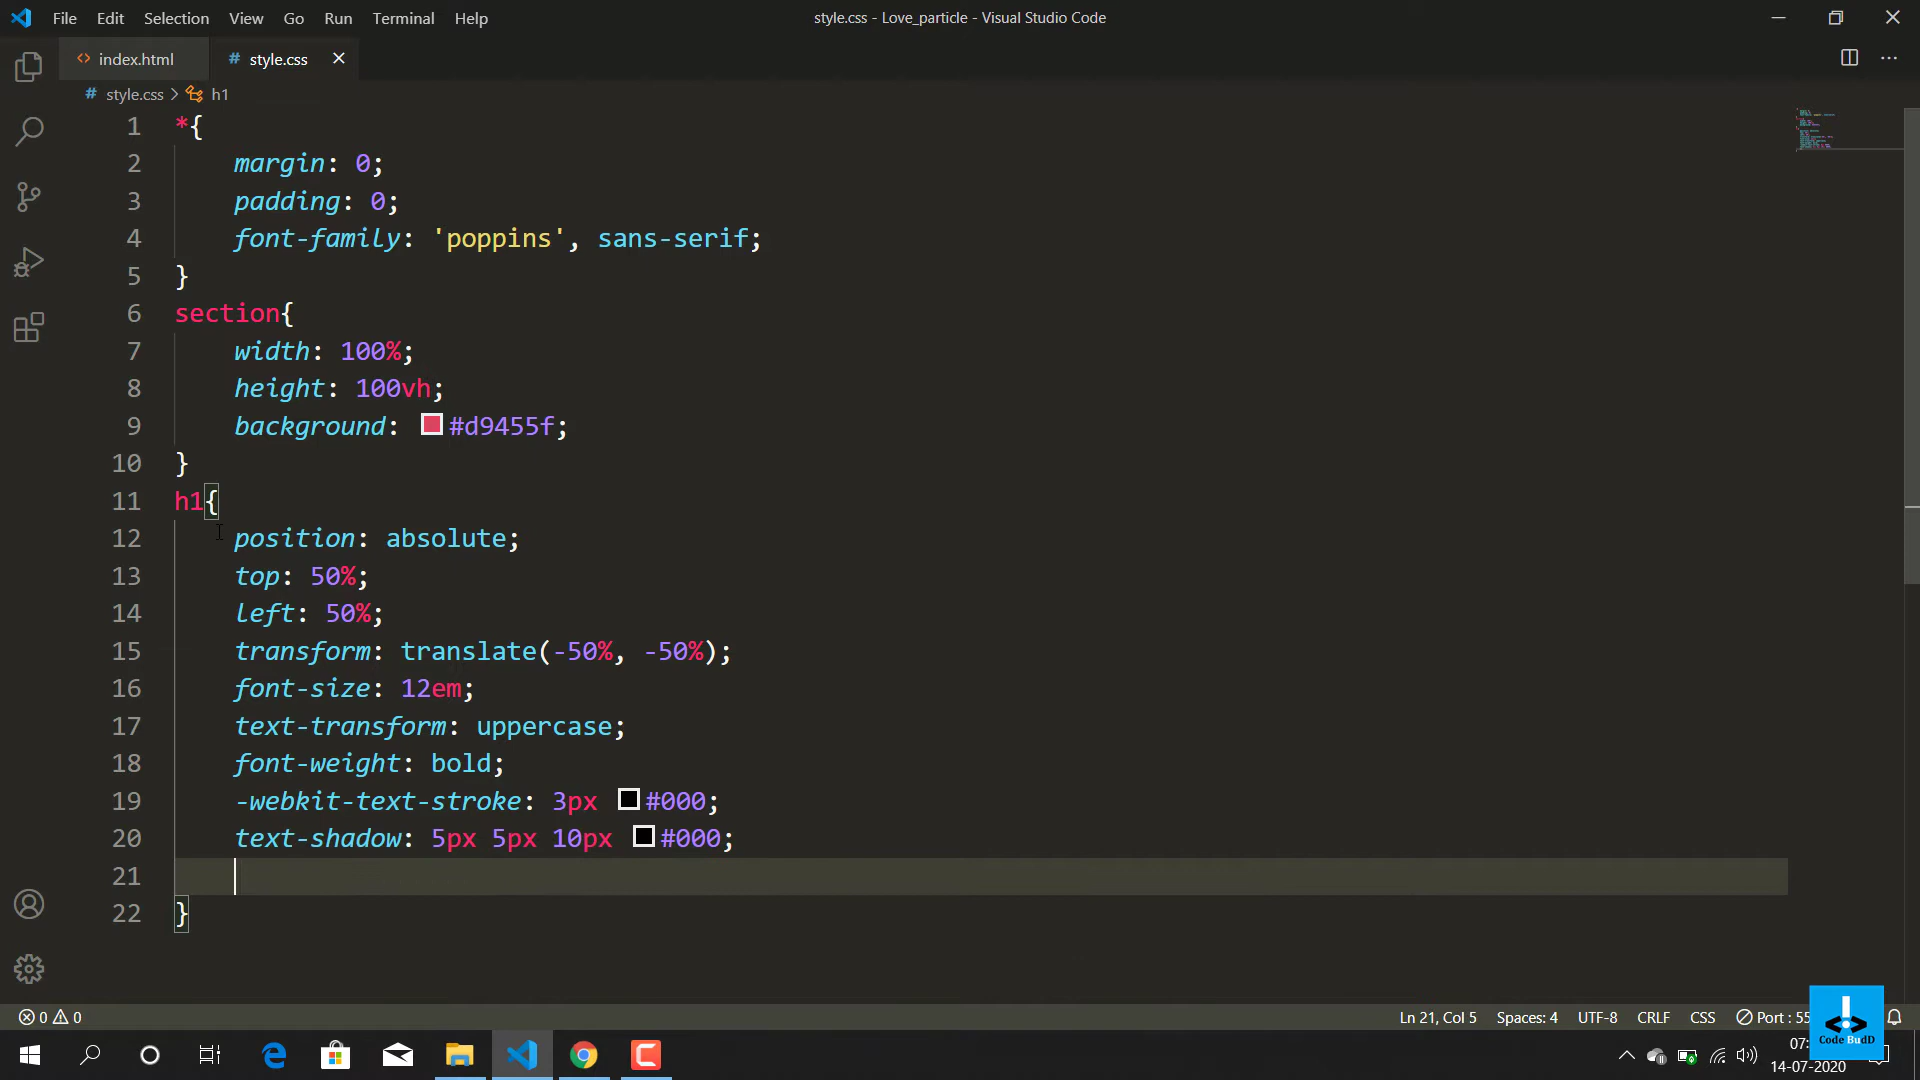 File Edit Selection View Go Run Terminal Help
style.css - Love_particle - Visual Studio Code
<> index.html # style.css ×
# style.css > h1
1 *{
2 margin: 0;
3 padding: 0;
4 font-family: 'poppins', sans-serif;
5 }
6 section{
7 width: 100%;
8 height: 100vh;
9 background: #d9455f;
10 }
11 h1{
12 position: absolute;
13 top: 50%;
14 left: 50%;
15 transform: translate(-50%, -50%);
16 font-size: 12em;
17 text-transform: uppercase;
18 font-weight: bold;
19 -webkit-text-stroke: 3px #000;
20 text-shadow: 5px 5px 10px #000;
21
22 }
0 0
Ln 21, Col 5 Spaces: 4 UTF-8 CRLF CSS Port : 55
Code BudD
07:
14-07-2020